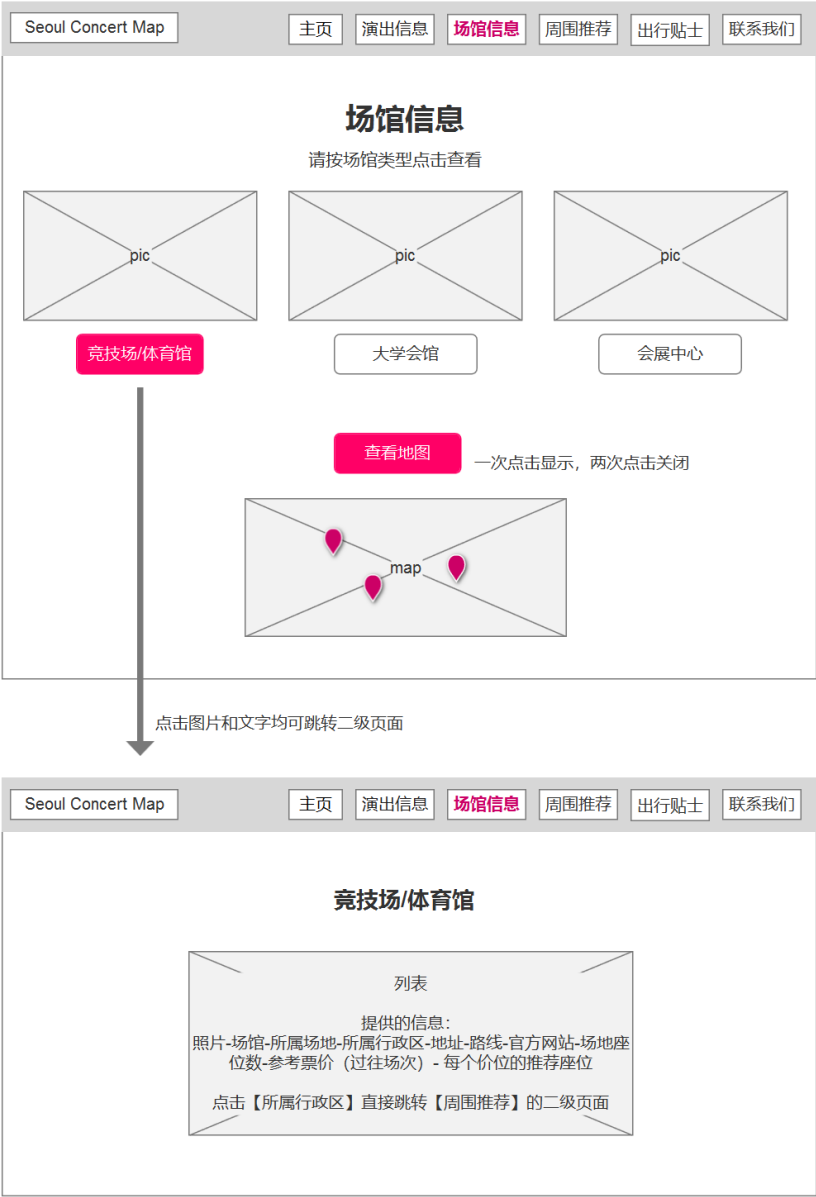 Seoul Concert Map
主页
演出信息
场馆信息
周围推荐
出行贴士
联系我们
场馆信息
请按场馆类型点击查看
pic
pic
pic
竞技场/体育馆
大学会馆
会展中心
查看地图
一次点击显示，两次点击关闭
map
点击图片和文字均可跳转二级页面
Seoul Concert Map
主页
演出信息
场馆信息
周围推荐
出行贴士
联系我们
竞技场/体育馆
列表
提供的信息：
照片-场馆-所属场地-所属行政区-地址-路线-官方网站-场地座
位数-参考票价（过往场次）- 每个价位的推荐座位
点击【所属行政区】直接跳转【周围推荐】的二级页面